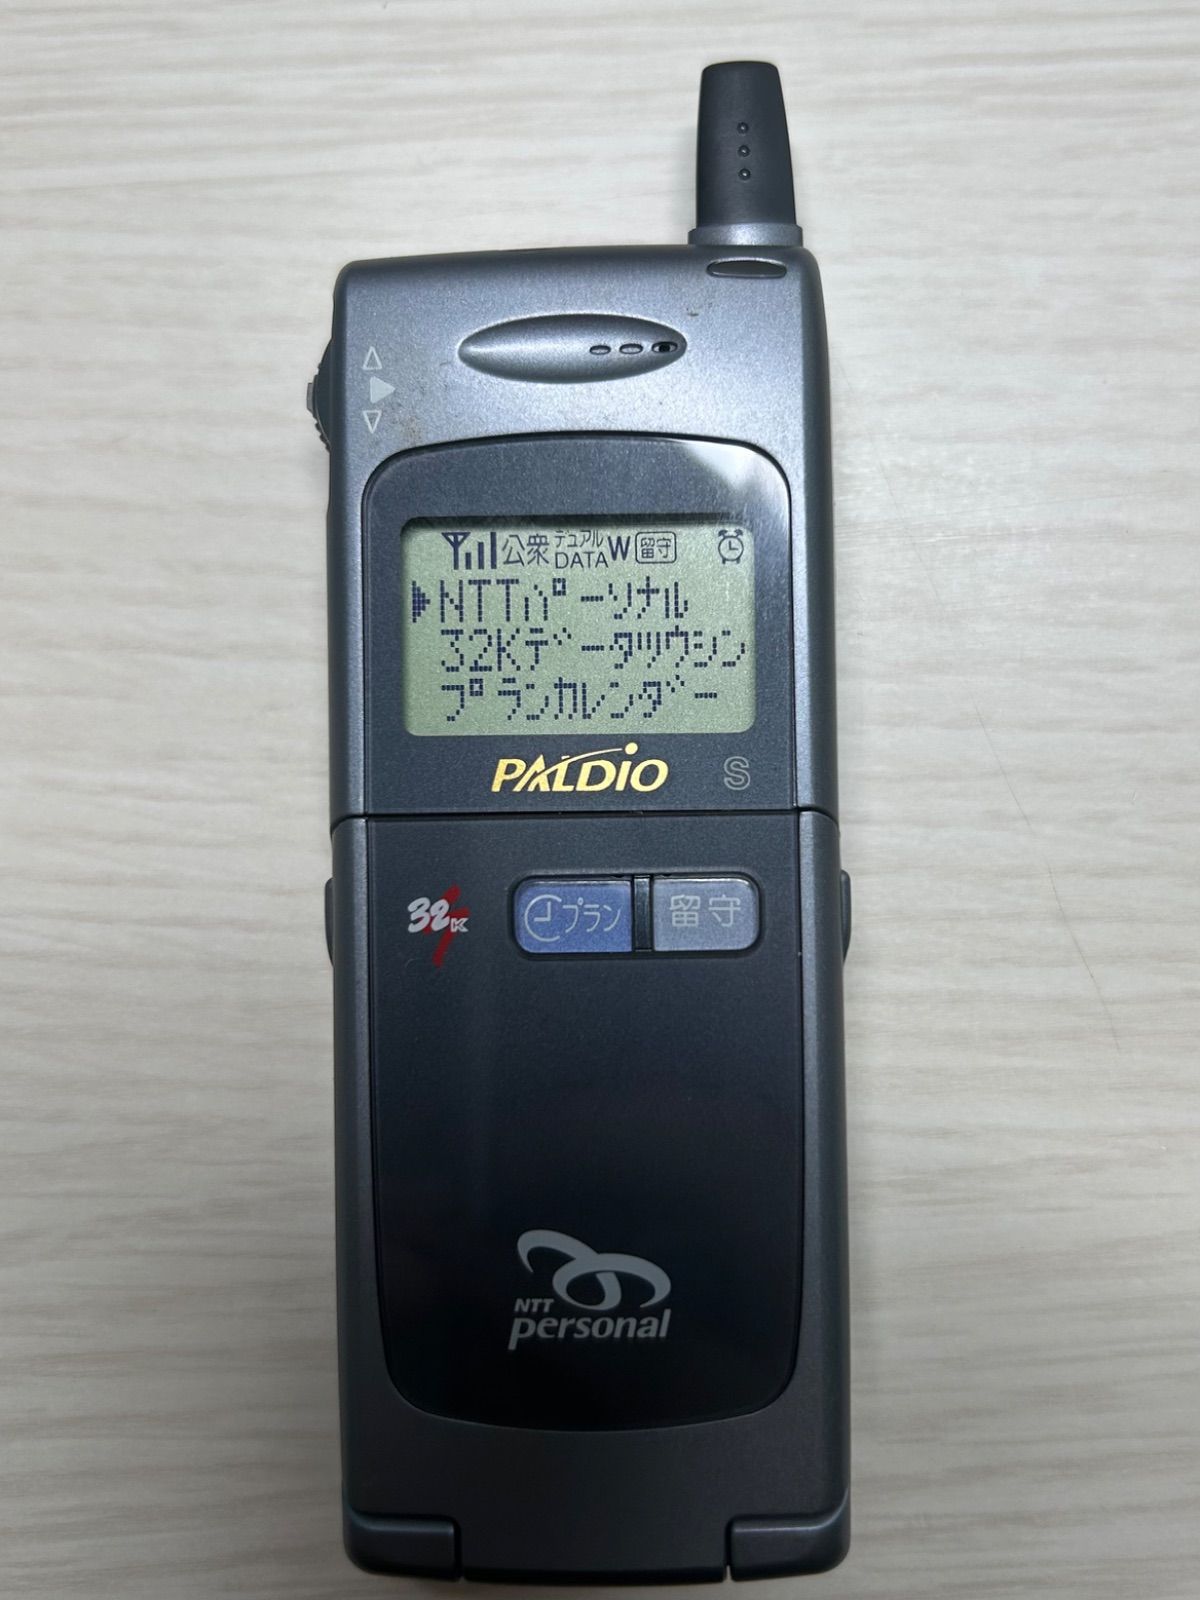 公衆 デュアル DATA W 留守
NTTパーソナル
32Kデータツウシン
プランカレンダー
PALDIO S
32K
プラン 留守
NTT
personal